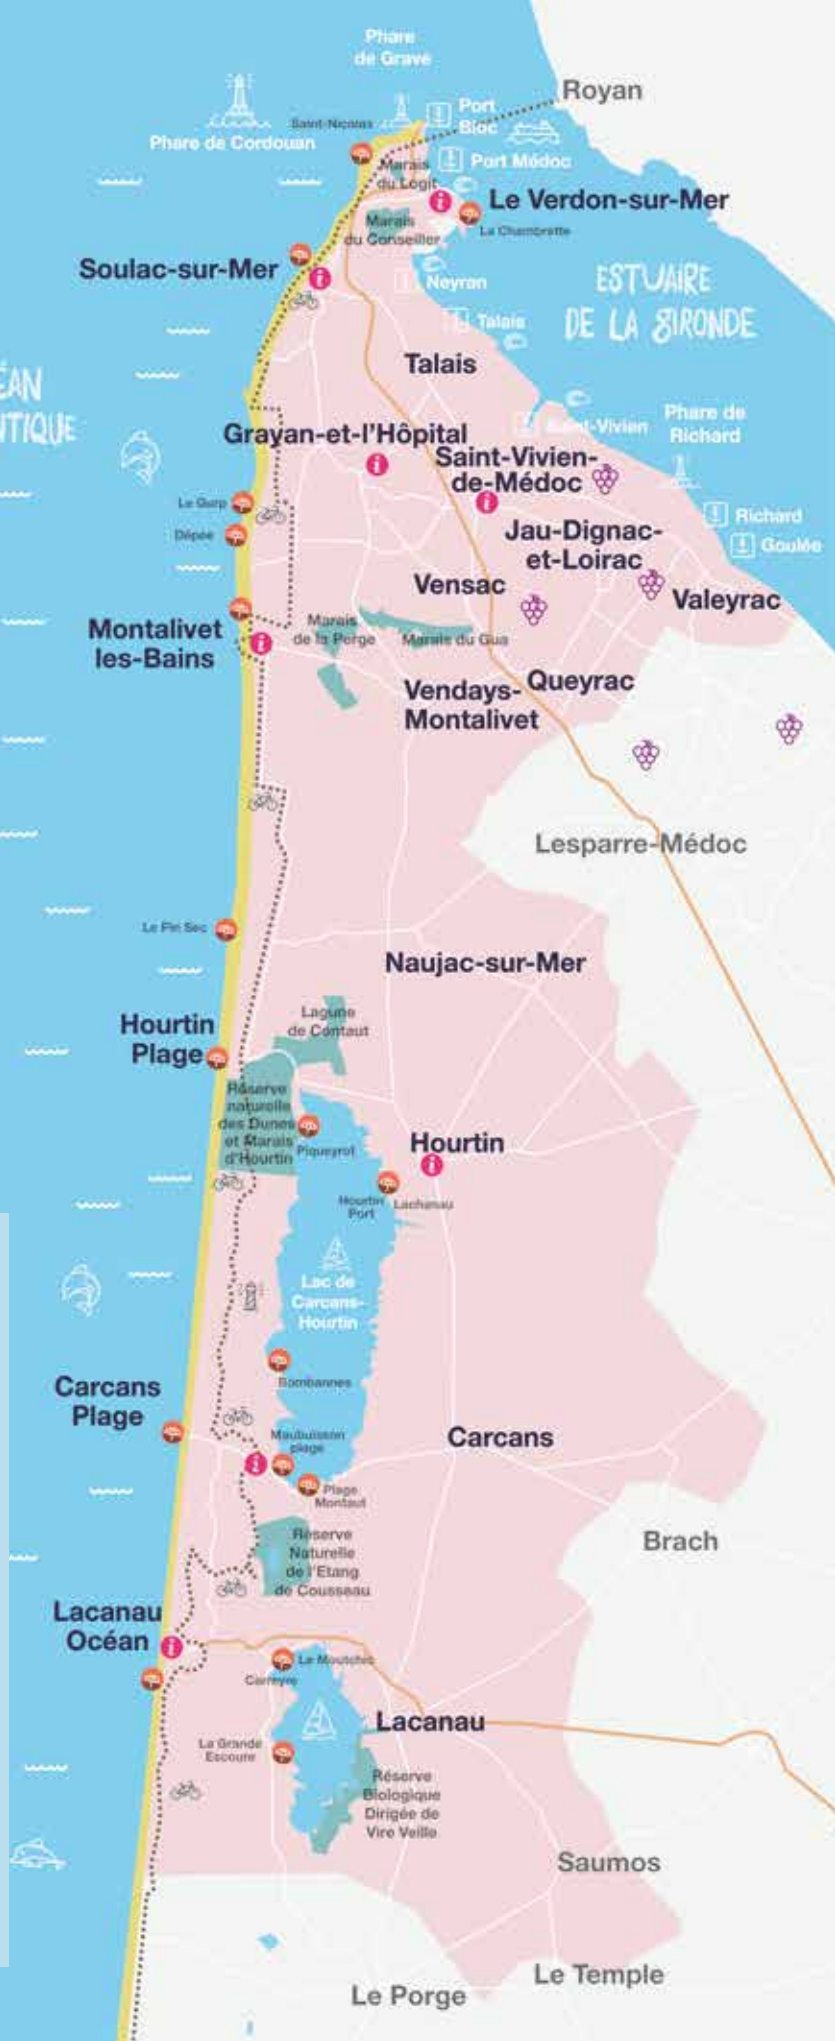 Phare
de Grave
Royan
Port
Bloc
Saint-Nicolas
Phare de Cordouan
Marais
du Logit
Port Médoc
Le Verdon-sur-Mer
La Chambrette
Marais
du Conseiller
Soulac-sur-Mer
Neyran
ESTUAIRE
DE LA GIRONDE
Talais
Talais
ÉAN
NTIQUE
Saint-Vivien
Phare de
Richard
Grayan-et-l'Hôpital
Saint-Vivien-
de-Médoc
Le Gurp
Dépée
Richard
Goulée
Jau-Dignac-
et-Loirac
Vensac
Valeyrac
Montalivet
les-Bains
Marais
de la Perge
Marais du Gua
Vendays-
Montalivet
Queyrac
Lesparre-Médoc
Le Pin Sec
Naujac-sur-Mer
Hourtin
Plage
Lagune
de Contaut
Réserve
naturelle
des Dunes
et Marais
d'Hourtin
Piqueyrot
Hourtin
Hourtin
Port
Lachanau
Lac de
Carcans-
Hourtin
Bombannes
Carcans
Plage
Maubuisson
plage
Carcans
Plage
Montaut
Réserve
Naturelle
de l'Etang
de Cousseau
Brach
Lacanau
Océan
Le Moutchic
Carreyre
Lacanau
La Grande
Escoure
Réserve
Biologique
Dirigée de
Vire Veille
Saumos
Le Temple
Le Porge